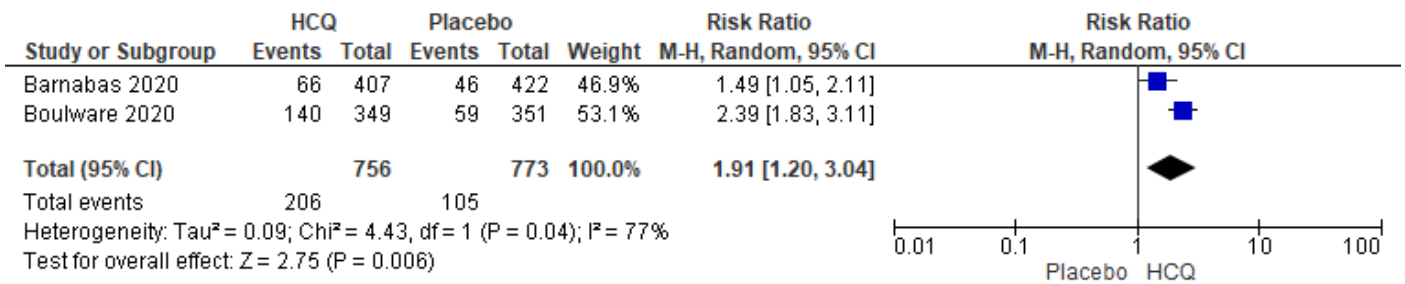 HCQ Placebo Risk Ratio Risk Ratio
Study or Subgroup Events Total Events Total Weight M-H, Random, 95% CI M-H, Random, 95% CI
Barnabas 2020 66 407 46 422 46.9% 1.49 [1.05, 2.11]
Boulware 2020 140 349 59 351 53.1% 2.39 [1.83, 3.11]
Total (95% CI) 756 773 100.0% 1.91 [1.20, 3.04]
Total events 206 105
Heterogeneity: Tau² = 0.09; Chi² = 4.43, df = 1 (P = 0.04); I² = 77%
Test for overall effect: Z = 2.75 (P = 0.006)
0.01 0.1 1 10 100
Placebo HCQ